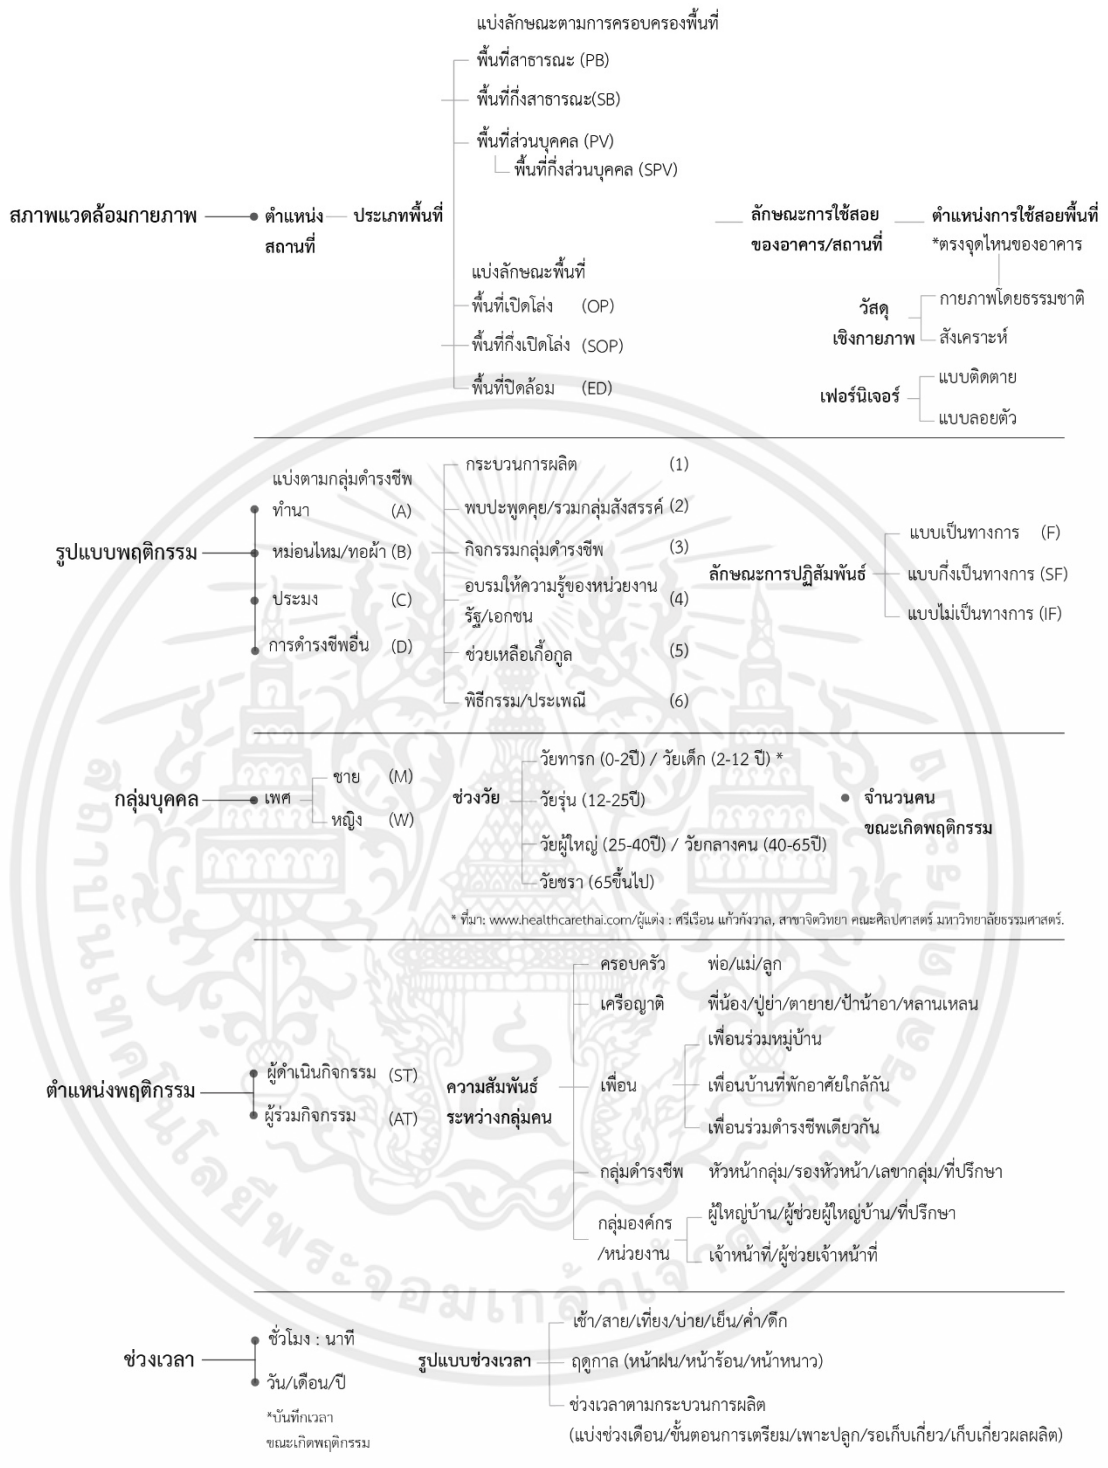 แบ่งลักษณะตามการครอบครองพื้นที่
พื้นที่สาธารณะ (PB)
พื้นที่กึ่งสาธารณะ(SB)
พื้นที่ส่วนบุคคล (PV)
พื้นที่กึ่งส่วนบุคคล (SPV)
สภาพแวดล้อมกายภาพ
ตำแหน่ง
สถานที่
ประเภทพื้นที่
ลักษณะการใช้สอย
ของอาคาร/สถานที่
ตำแหน่งการใช้สอยพื้นที่
*ตรงจุดไหนของอาคาร
แบ่งลักษณะพื้นที่
พื้นที่เปิดโล่ง (OP)
พื้นที่กึ่งเปิดโล่ง (SOP)
พื้นที่ปิดล้อม (ED)
วัสดุ
เชิงกายภาพ
กายภาพโดยธรรมชาติ
สังเคราะห์
เฟอร์นิเจอร์
แบบติดตาย
แบบลอยตัว
รูปแบบพฤติกรรม
แบ่งตามกลุ่มดำรงชีพ
ทำนา (A)
หม่อนไหม/ทอผ้า (B)
ประมง (C)
การดำรงชีพอื่น (D)
กระบวนการผลิต (1)
พบปะพูดคุย/รวมกลุ่มสังสรรค์ (2)
กิจกรรมกลุ่มดำรงชีพ (3)
อบรมให้ความรู้ของหน่วยงาน
รัฐ/เอกชน (4)
ช่วยเหลือเกื้อกูล (5)
พิธีกรรม/ประเพณี (6)
ลักษณะการปฏิสัมพันธ์
แบบเป็นทางการ (F)
แบบกึ่งเป็นทางการ (SF)
แบบไม่เป็นทางการ (IF)
กลุ่มบุคคล
เพศ
ชาย (M)
หญิง (W)
ช่วงวัย
วัยทารก (0-2ปี) / วัยเด็ก (2-12 ปี) *
วัยรุ่น (12-25ปี)
วัยผู้ใหญ่ (25-40ปี) / วัยกลางคน (40-65ปี)
วัยชรา (65ขึ้นไป)
จำนวนคน
ขณะเกิดพฤติกรรม
* ที่มา: www.healthcarethai.com/ผู้แต่ง : ศรีเรือน แก้วกังวาล, สาขาจิตวิทยา คณะศิลปศาสตร์ มหาวิทยาลัยธรรมศาสตร์.
ตำแหน่งพฤติกรรม
ผู้ดำเนินกิจกรรม (ST)
ผู้ร่วมกิจกรรม (AT)
ความสัมพันธ์
ระหว่างกลุ่มคน
ครอบครัว พ่อ/แม่/ลูก
เครือญาติ พี่น้อง/ปู่ย่า/ตายาย/ป้าน้าอา/หลานเหลน
เพื่อน
เพื่อนร่วมหมู่บ้าน
เพื่อนบ้านที่พักอาศัยใกล้กัน
เพื่อนร่วมดำรงชีพเดียวกัน
กลุ่มดำรงชีพ หัวหน้ากลุ่ม/รองหัวหน้า/เลขากลุ่ม/ที่ปรึกษา
กลุ่มองค์กร
/หน่วยงาน
ผู้ใหญ่บ้าน/ผู้ช่วยผู้ใหญ่บ้าน/ที่ปรึกษา
เจ้าหน้าที่/ผู้ช่วยเจ้าหน้าที่
ช่วงเวลา
ชั่วโมง : นาที
วัน/เดือน/ปี
*บันทึกเวลา
ขณะเกิดพฤติกรรม
รูปแบบช่วงเวลา
เช้า/สาย/เที่ยง/บ่าย/เย็น/ค่ำ/ดึก
ฤดูกาล (หน้าฝน/หน้าร้อน/หน้าหนาว)
ช่วงเวลาตามกระบวนการผลิต
(แบ่งช่วงเดือน/ขั้นตอนการเตรียม/เพาะปลูก/รอเก็บเกี่ยว/เก็บเกี่ยวผลผลิต)
สถาบันเทคโนโลยีพระจอมเกล้าเจ้าคุณทหารลาดกระบัง